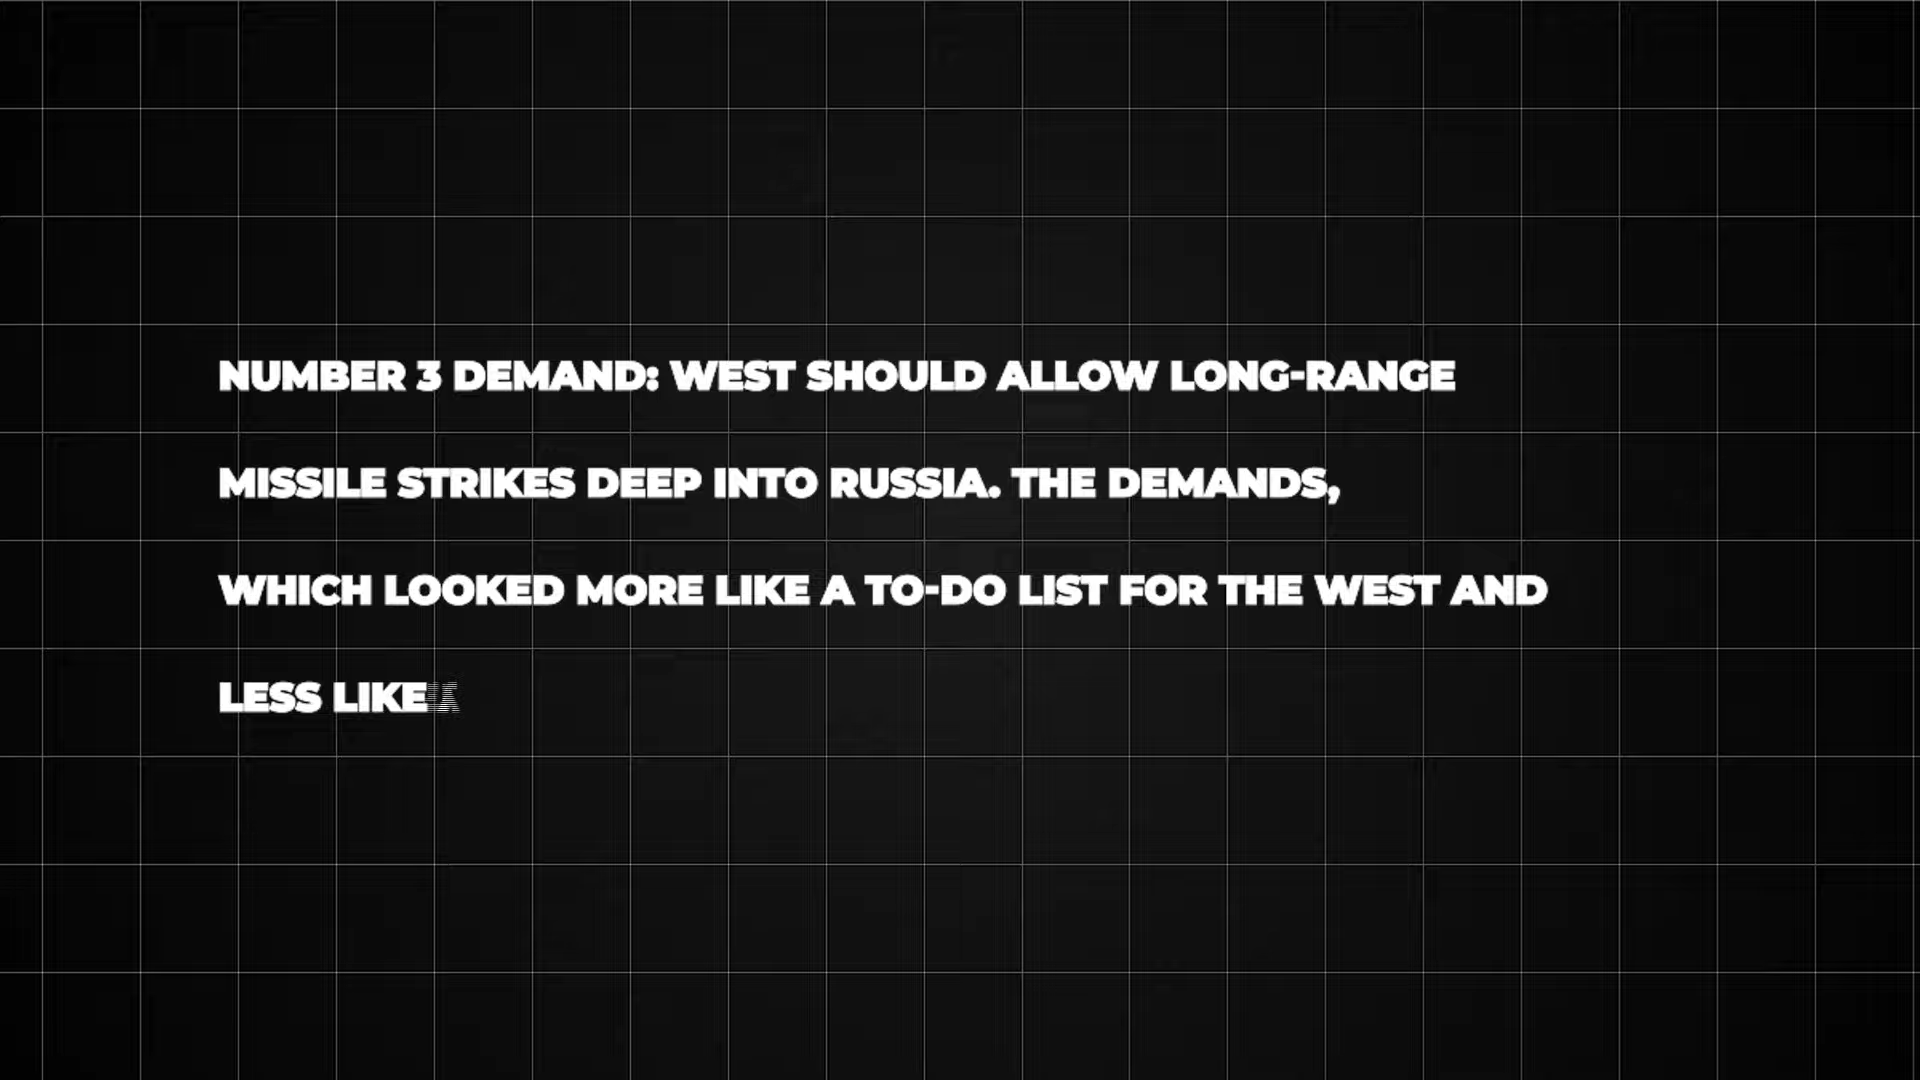 NUMBER 3 DEMAND: WEST SHOULD ALLOW LONG-RANGE
MISSILE STRIKES DEEP INTO RUSSIA. THE DEMANDS,
WHICH LOOKED MORE LIKE A TO-DO LIST FOR THE WEST AND
LESS LIKE